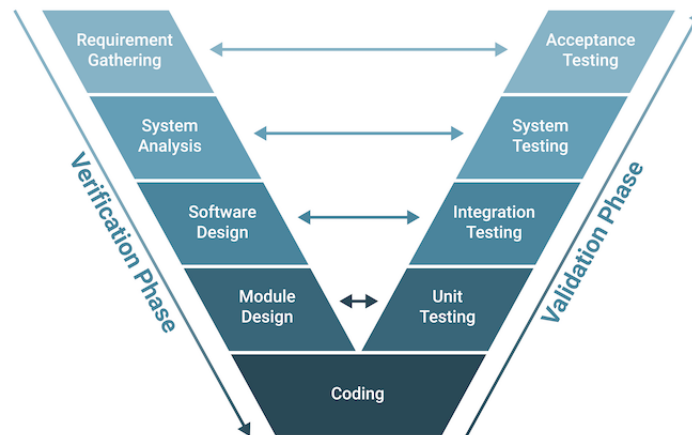 Requirement
Gathering
Acceptance
Testing
System
Analysis
System
Testing
Software
Design
Integration
Testing
Module
Design
Unit
Testing
Coding
Verification Phase
Validation Phase